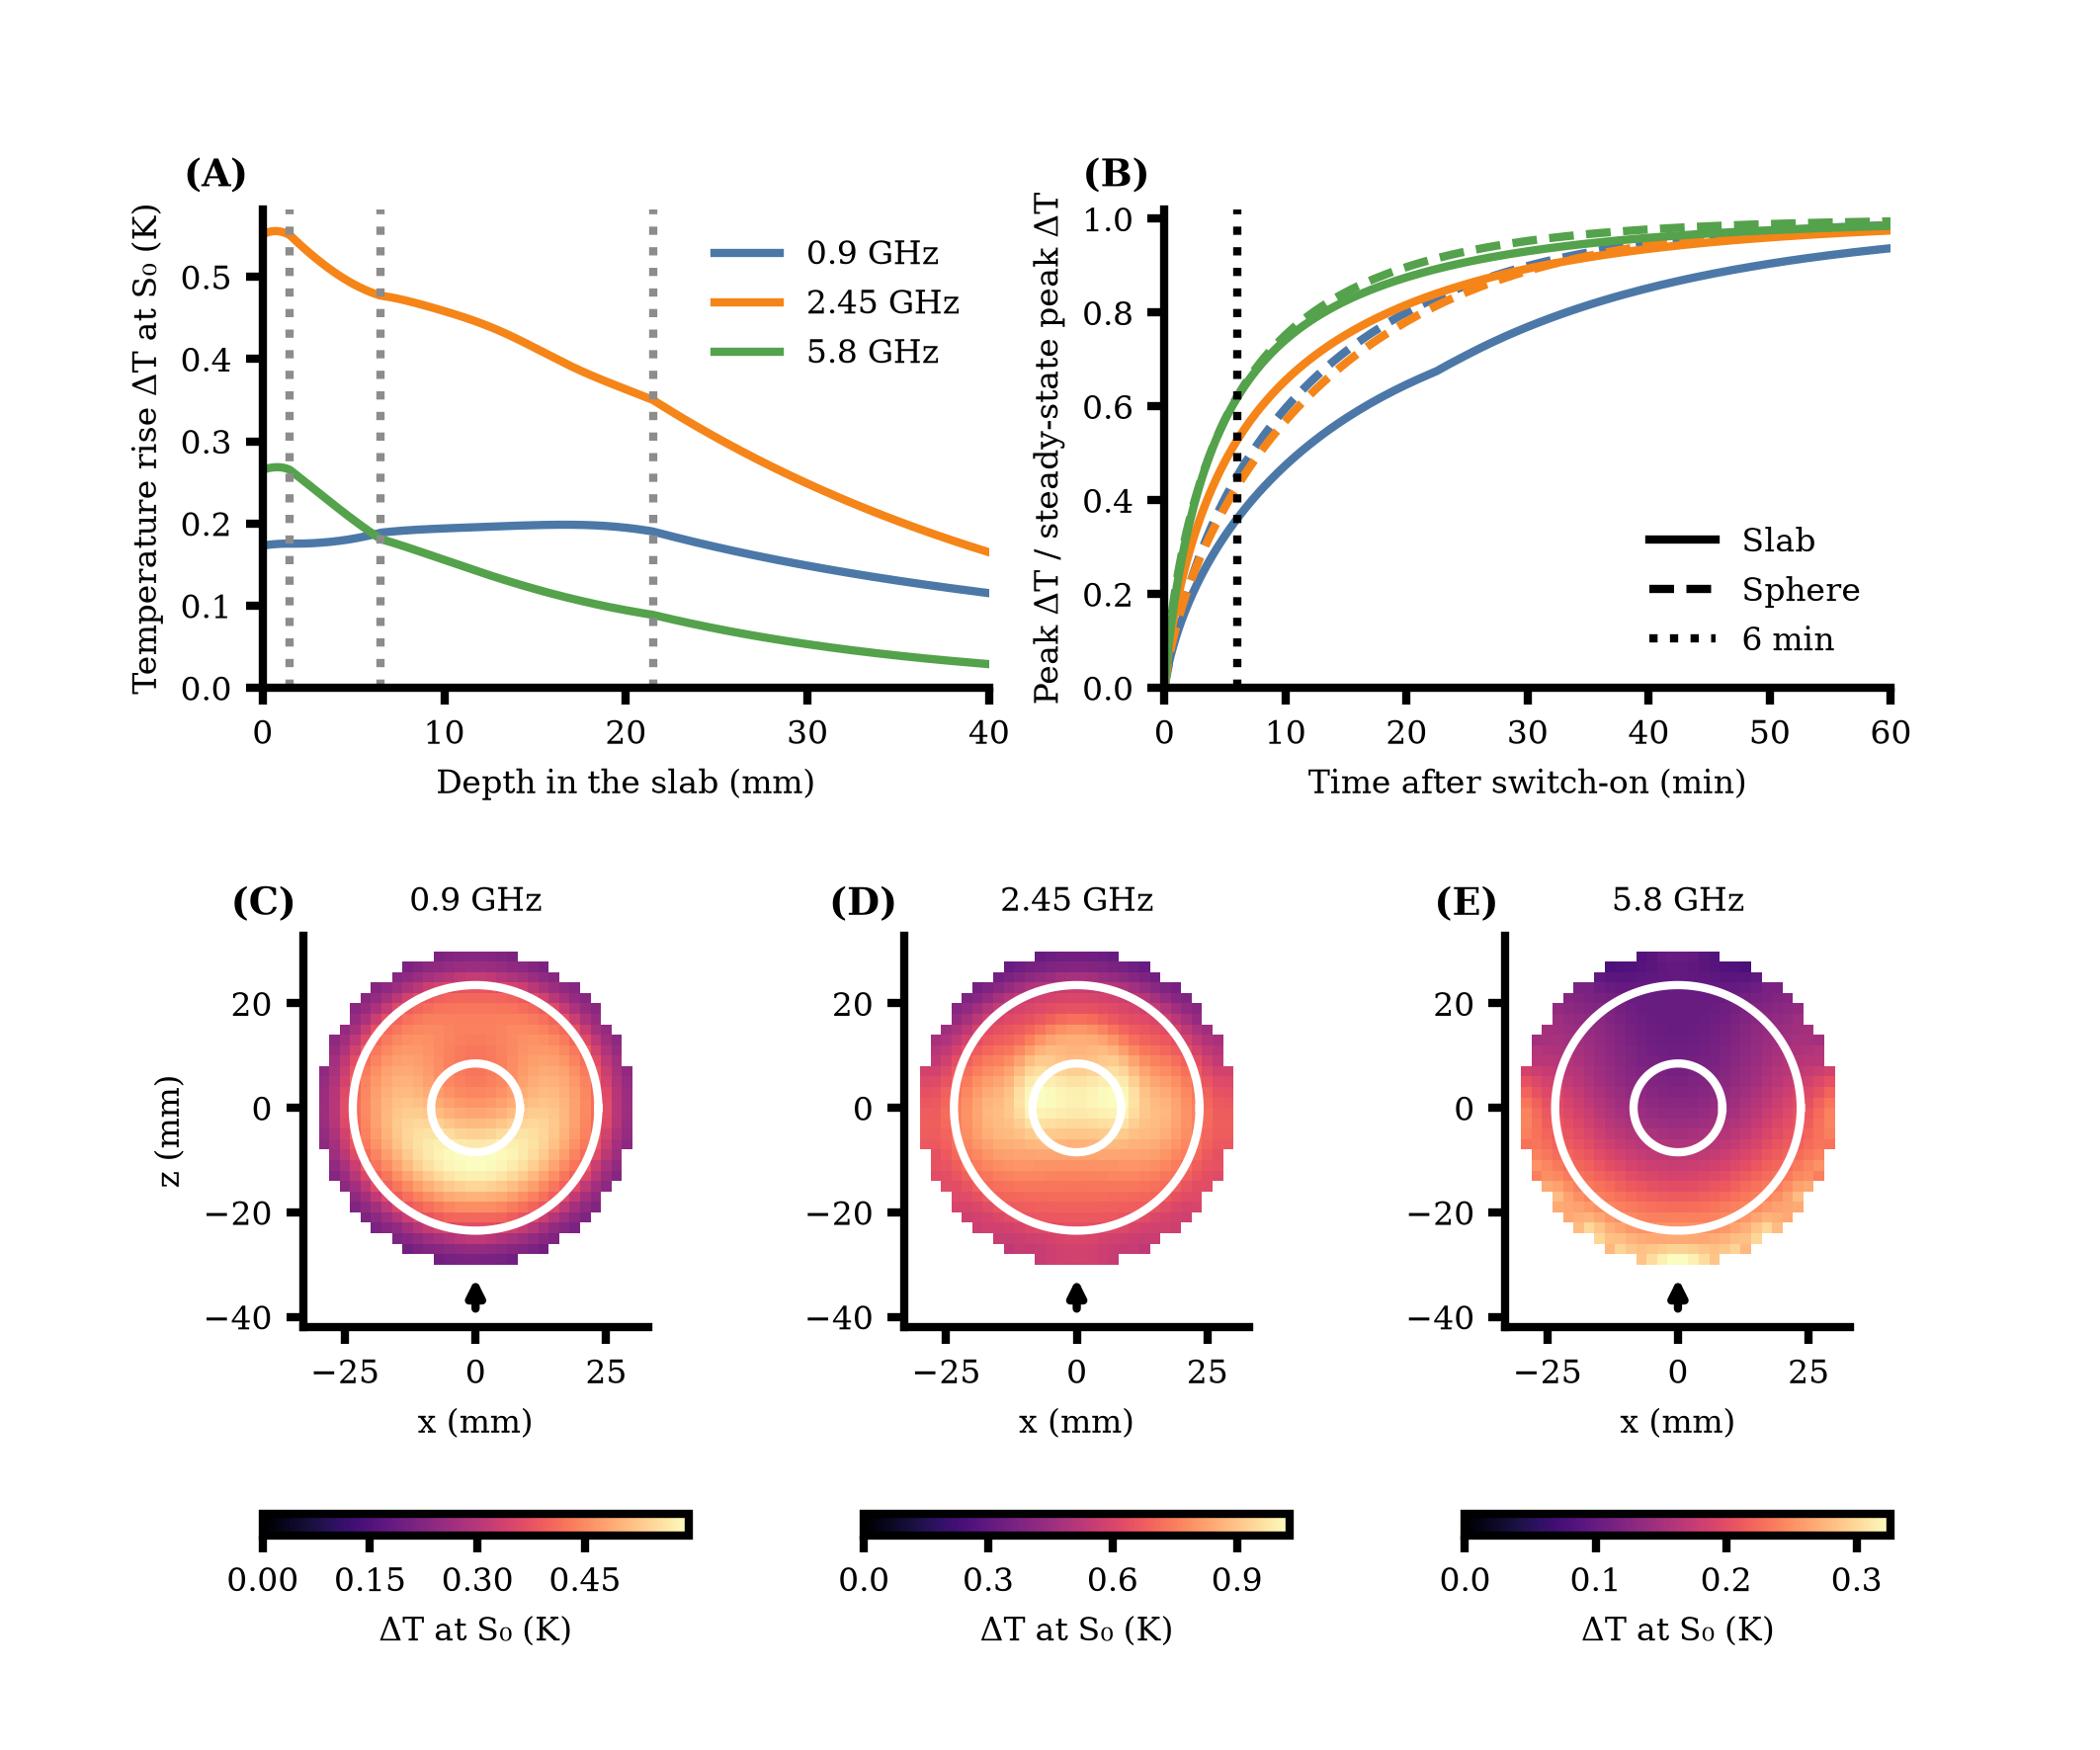 (A)
Temperature rise ΔT at S₀ (K)
0.5
0.4
0.3
0.2
0.1
0.0
0 10 20 30 40
Depth in the slab (mm)
0.9 GHz
2.45 GHz
5.8 GHz
(B)
Peak ΔT / steady-state peak ΔT
1.0
0.8
0.6
0.4
0.2
0.0
0 10 20 30 40 50 60
Time after switch-on (min)
Slab
Sphere
6 min
(C) 0.9 GHz
z (mm)
20
0
−20
−40
−25 0 25
x (mm)
0.00 0.15 0.30 0.45
ΔT at S₀ (K)
(D) 2.45 GHz
20
0
−20
−40
−25 0 25
x (mm)
0.0 0.3 0.6 0.9
ΔT at S₀ (K)
(E) 5.8 GHz
20
0
−20
−40
−25 0 25
x (mm)
0.0 0.1 0.2 0.3
ΔT at S₀ (K)